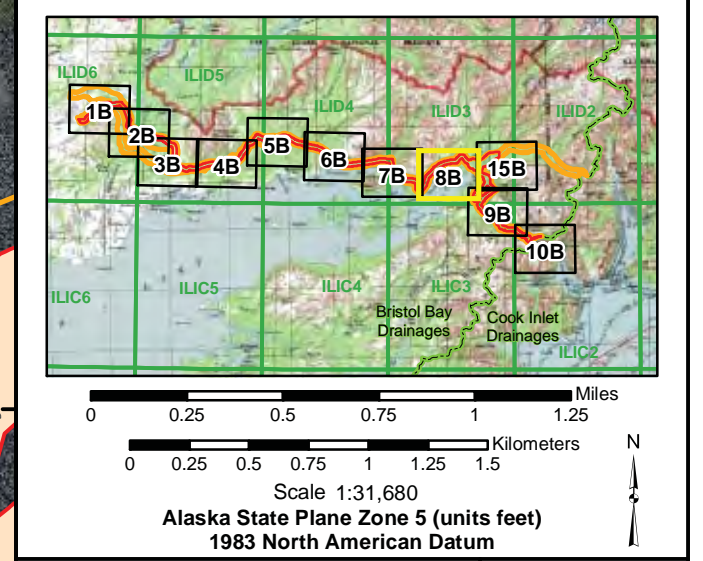 ILID6
ILID5
ILID4
ILID3
ILID2
1B
2B
3B
4B
5B
6B
7B
8B
15B
9B
10B
ILIC6
ILIC5
ILIC4
ILIC3
ILIC2
Bristol Bay
Drainages
Cook Inlet
Drainages
Miles
0 0.25 0.5 0.75 1 1.25
Kilometers
0 0.25 0.5 0.75 1 1.25 1.5
N
Scale 1:31,680
Alaska State Plane Zone 5 (units feet)
1983 North American Datum